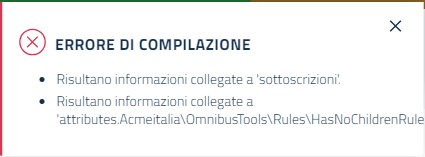 ERRORE DI COMPILAZIONE
Risultano informazioni collegate a 'sottoscrizioni'.
Risultano informazioni collegate a
'attributes.Acmeitalia\OmnibusTools\Rules\HasNoChildrenRule